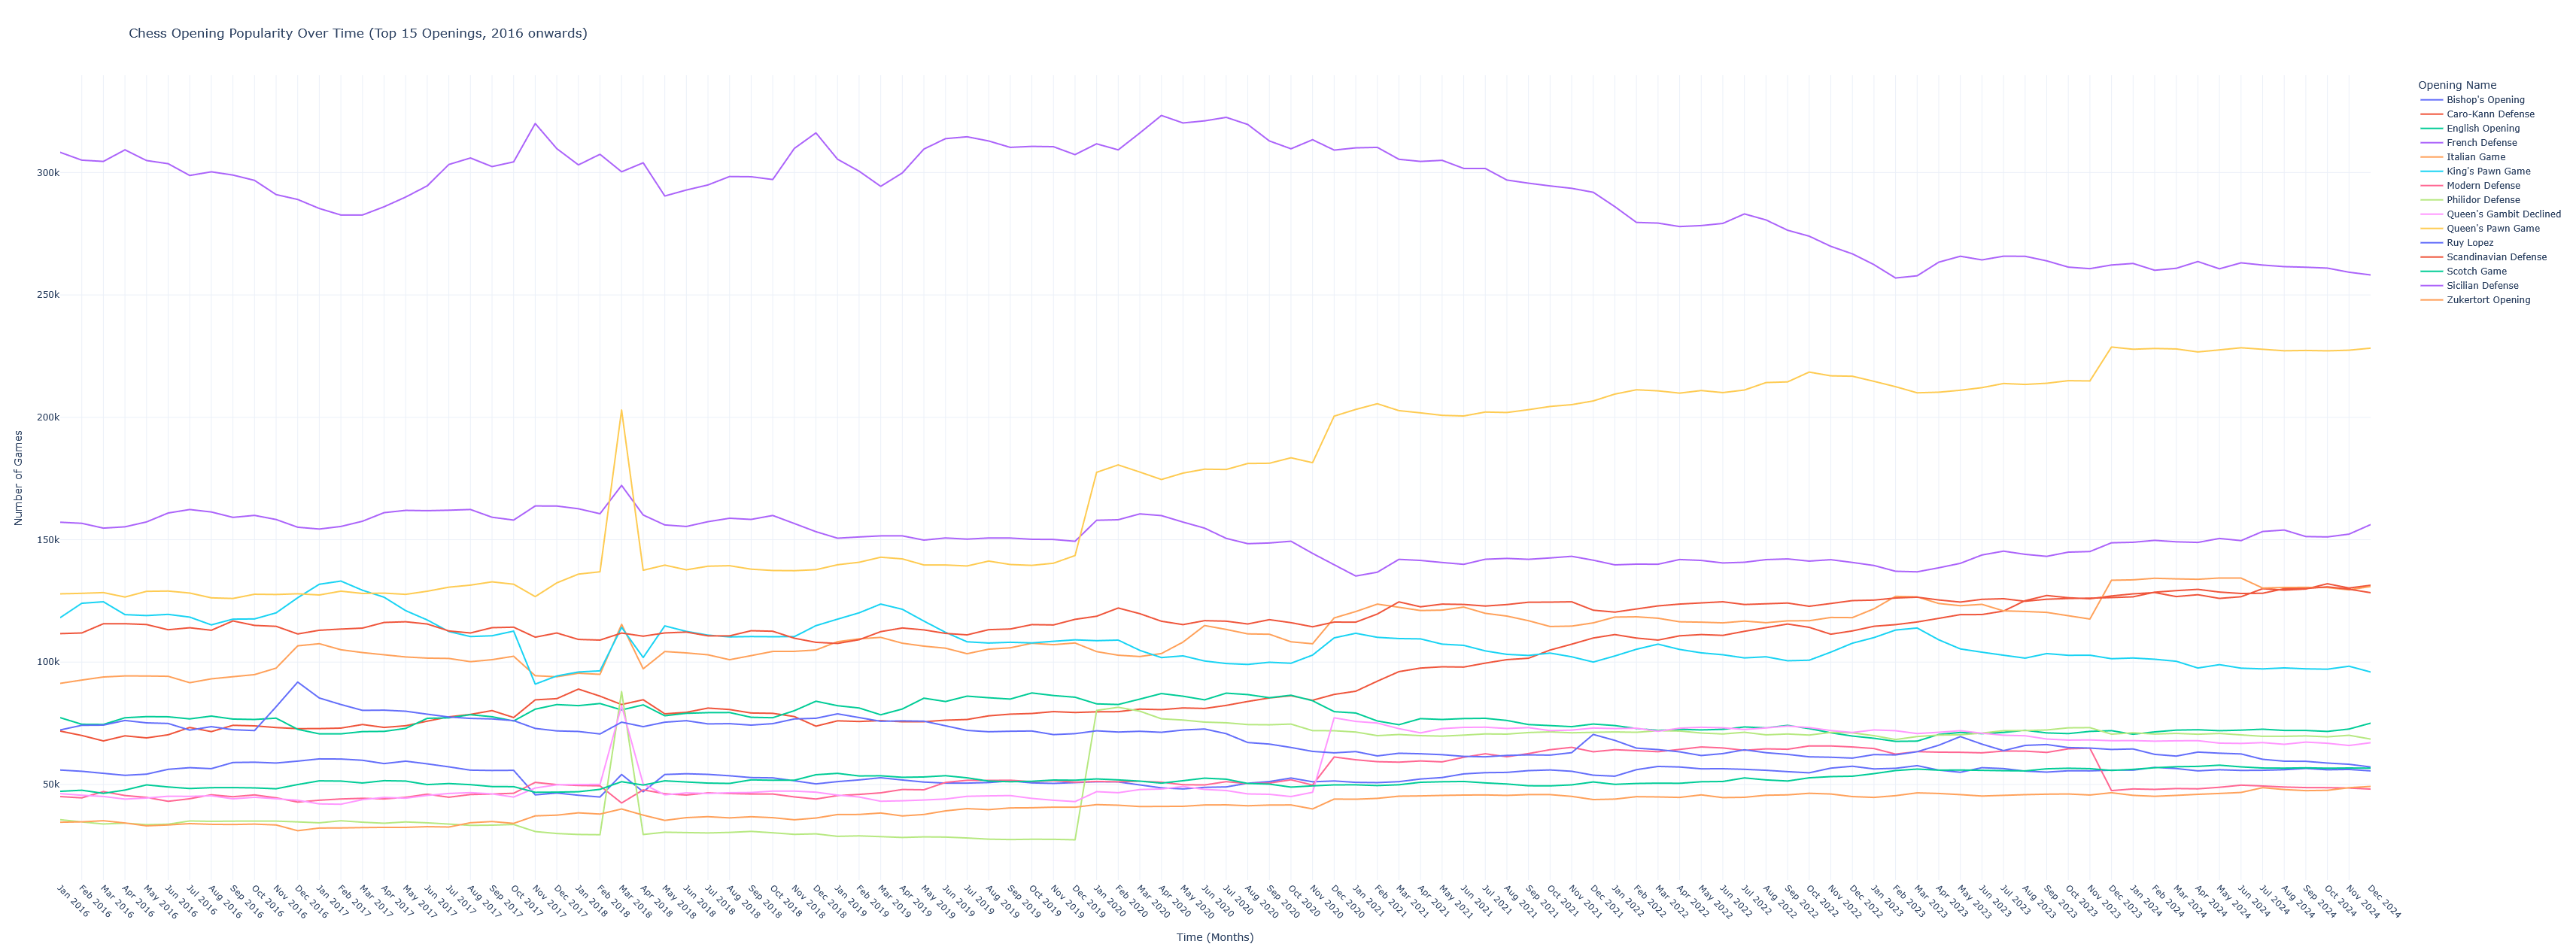 Chess Opening Popularity Over Time (Top 15 Openings, 2016 onwards)
Opening Name
Bishop's Opening
Caro-Kann Defense
English Opening
French Defense
Italian Game
King's Pawn Game
Modern Defense
Philidor Defense
Queen's Gambit Declined
Queen's Pawn Game
Ruy Lopez
Scandinavian Defense
Scotch Game
Sicilian Defense
Zukertort Opening
Number of Games
300k
250k
200k
150k
100k
50k
Jan 2016
Feb 2016
Mar 2016
Apr 2016
May 2016
Jun 2016
Jul 2016
Aug 2016
Sep 2016
Oct 2016
Nov 2016
Dec 2016
Jan 2017
Feb 2017
Mar 2017
Apr 2017
May 2017
Jun 2017
Jul 2017
Aug 2017
Sep 2017
Oct 2017
Nov 2017
Dec 2017
Jan 2018
Feb 2018
Mar 2018
Apr 2018
May 2018
Jun 2018
Jul 2018
Aug 2018
Sep 2018
Oct 2018
Nov 2018
Dec 2018
Jan 2019
Feb 2019
Mar 2019
Apr 2019
May 2019
Jun 2019
Jul 2019
Aug 2019
Sep 2019
Oct 2019
Nov 2019
Dec 2019
Jan 2020
Feb 2020
Mar 2020
Apr 2020
May 2020
Jun 2020
Jul 2020
Aug 2020
Sep 2020
Oct 2020
Nov 2020
Dec 2020
Jan 2021
Feb 2021
Mar 2021
Apr 2021
May 2021
Jun 2021
Jul 2021
Aug 2021
Sep 2021
Oct 2021
Nov 2021
Dec 2021
Jan 2022
Feb 2022
Mar 2022
Apr 2022
May 2022
Jun 2022
Jul 2022
Aug 2022
Sep 2022
Oct 2022
Nov 2022
Dec 2022
Jan 2023
Feb 2023
Mar 2023
Apr 2023
May 2023
Jun 2023
Jul 2023
Aug 2023
Sep 2023
Oct 2023
Nov 2023
Dec 2023
Jan 2024
Feb 2024
Mar 2024
Apr 2024
May 2024
Jun 2024
Jul 2024
Aug 2024
Sep 2024
Oct 2024
Nov 2024
Dec 2024
Time (Months)